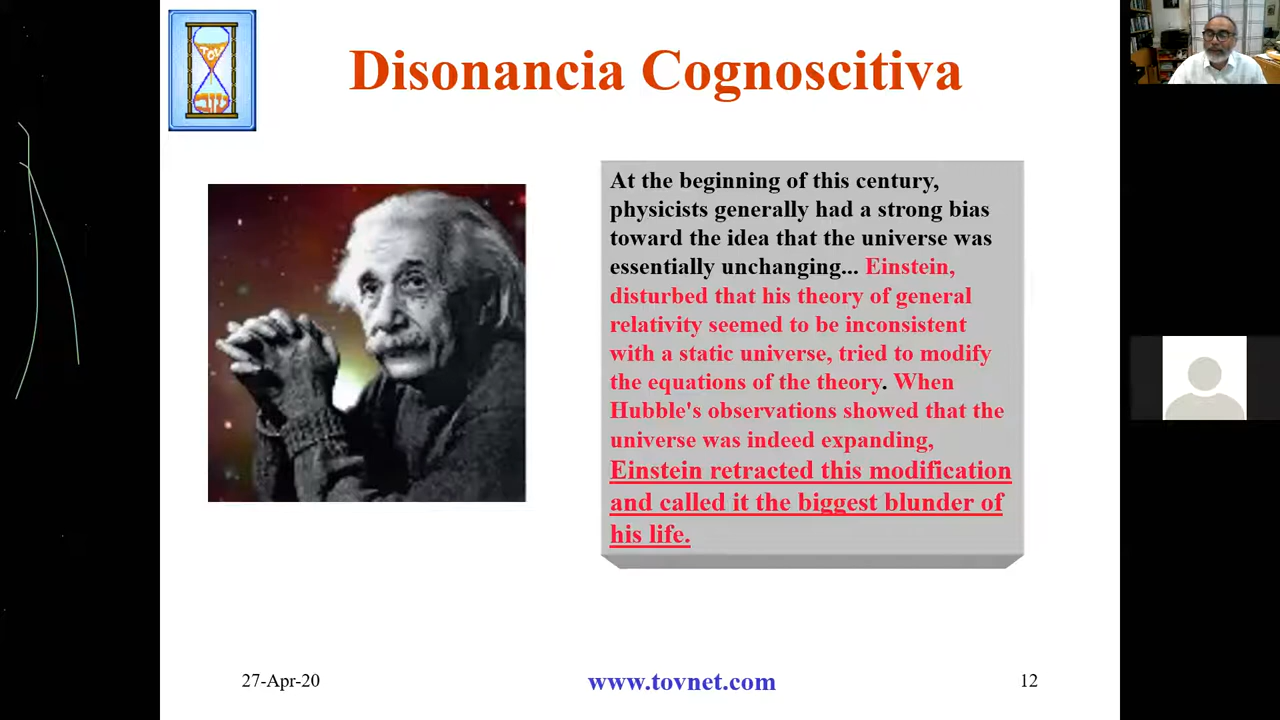 Disonancia Cognoscitiva
TOV
טוב
At the beginning of this century,
physicists generally had a strong bias
toward the idea that the universe was
essentially unchanging... Einstein,
disturbed that his theory of general
relativity seemed to be inconsistent
with a static universe, tried to modify
the equations of the theory. When
Hubble's observations showed that the
universe was indeed expanding,
Einstein retracted this modification
and called it the biggest blunder of
his life.
27-Apr-20
www.tovnet.com
12